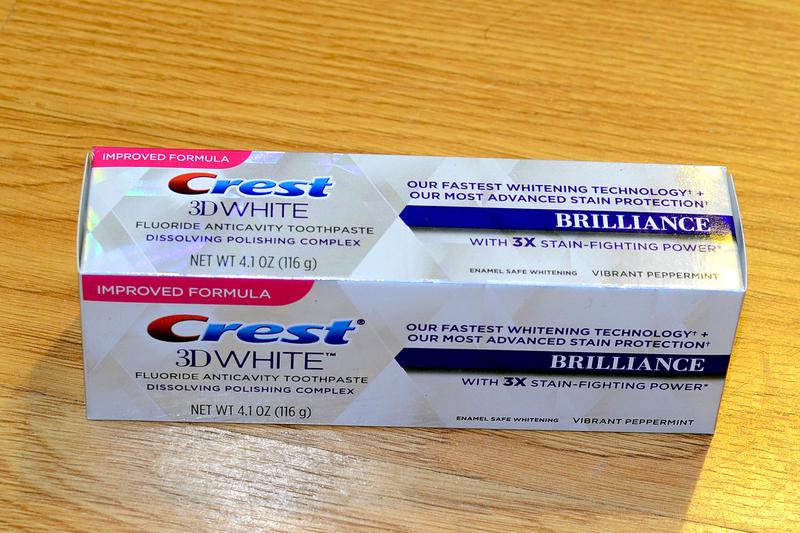 IMPROVED FORMULA
Crest
3D WHITE
FLUORIDE ANTICAVITY TOOTHPASTE
DISSOLVING POLISHING COMPLEX
NET WT 4.1 OZ (116 g)
OUR FASTEST WHITENING TECHNOLOGY† +
OUR MOST ADVANCED STAIN PROTECTION†
BRILLIANCE
WITH 3X STAIN-FIGHTING POWER*
ENAMEL SAFE WHITENING VIBRANT PEPPERMINT
IMPROVED FORMULA
Crest®
3D WHITE™
FLUORIDE ANTICAVITY TOOTHPASTE
DISSOLVING POLISHING COMPLEX
NET WT 4.1 OZ (116 g)
OUR FASTEST WHITENING TECHNOLOGY† +
OUR MOST ADVANCED STAIN PROTECTION†
BRILLIANCE
WITH 3X STAIN-FIGHTING POWER*
ENAMEL SAFE WHITENING VIBRANT PEPPERMINT